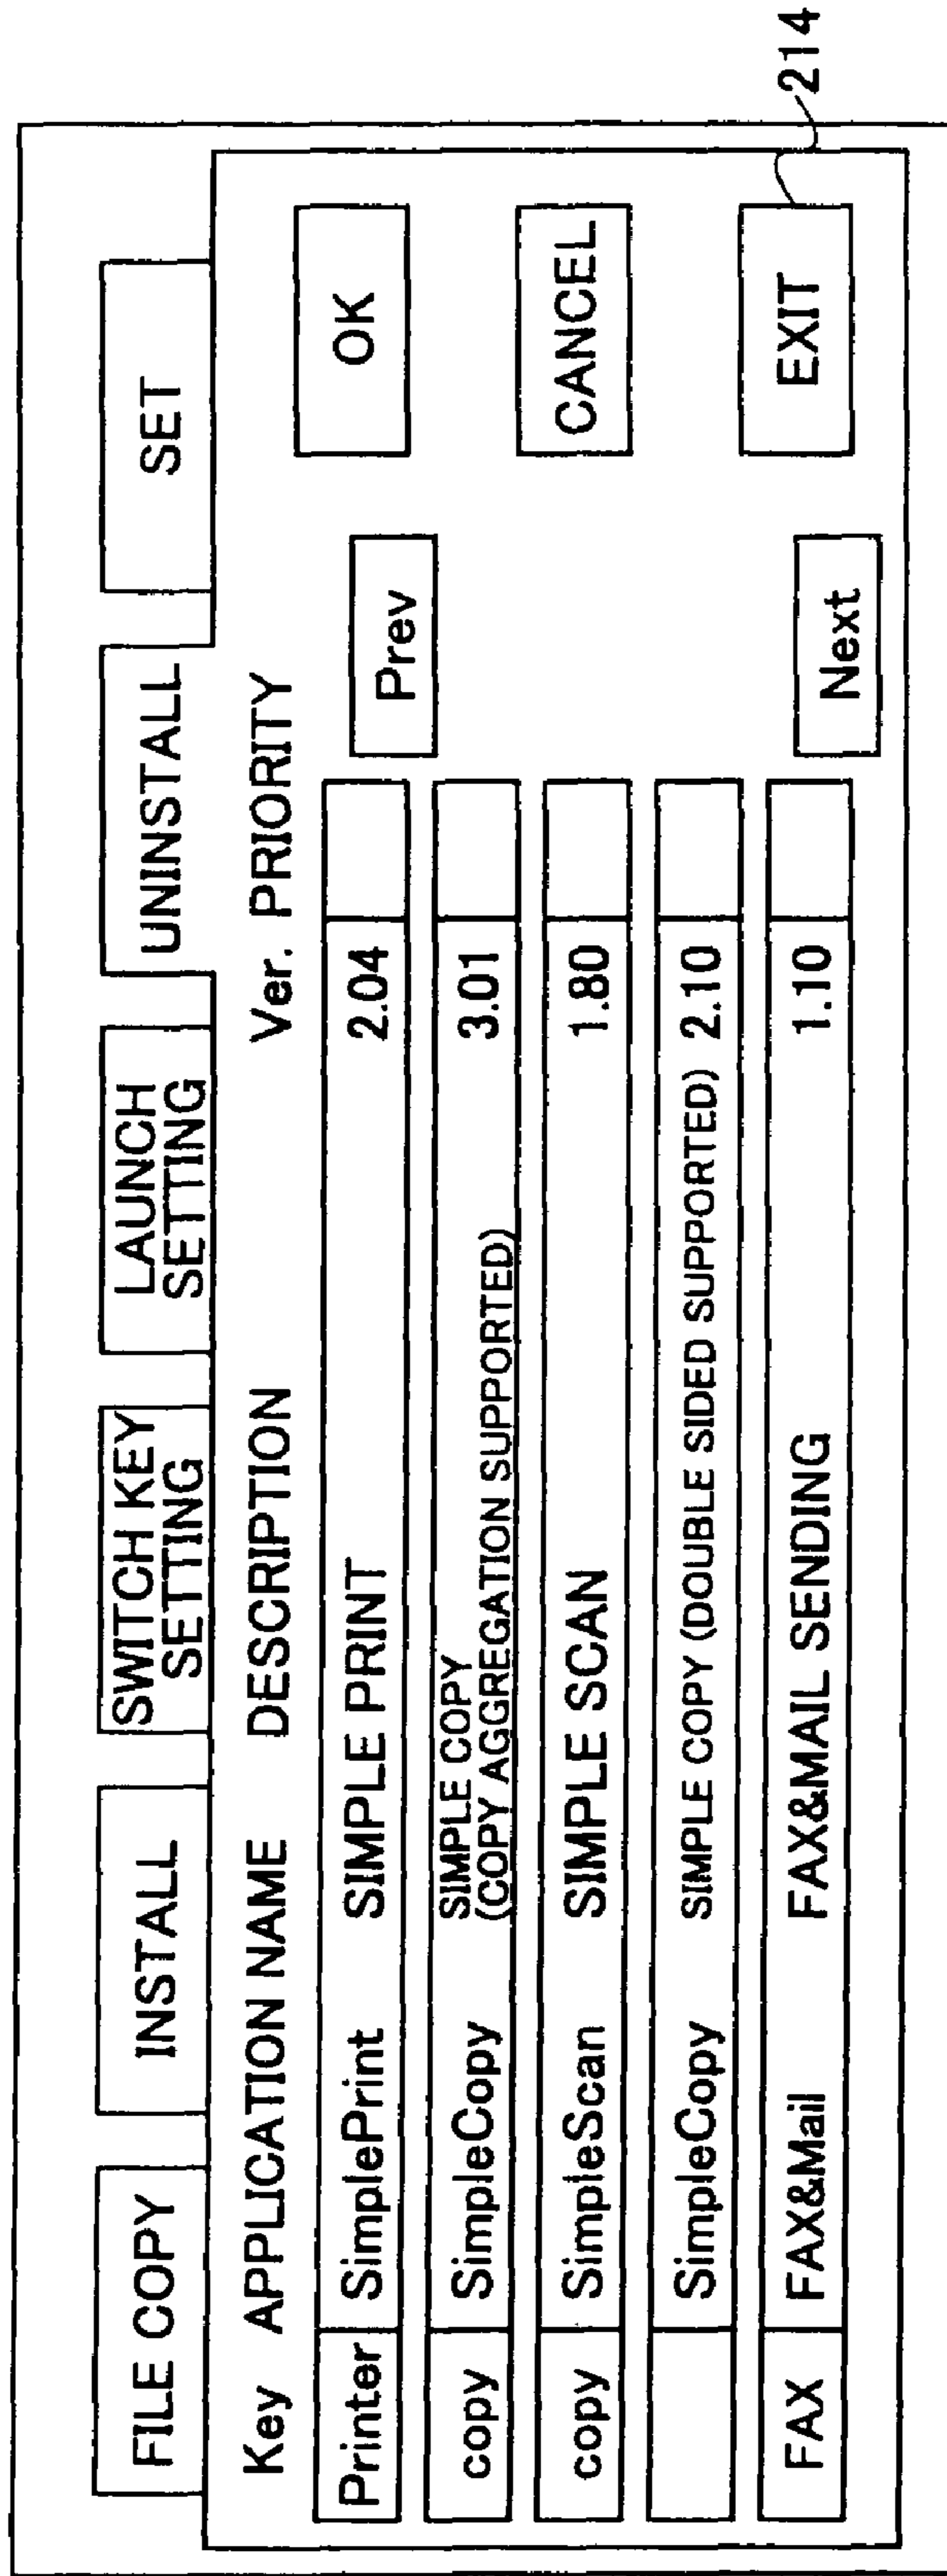 FILE COPY
INSTALL
SWITCH KEY
SETTING
LAUNCH
SETTING
UNINSTALL
SET
Key APPLICATION NAME DESCRIPTION Ver. PRIORITY
Printer SimplePrint SIMPLE PRINT 2.04
copy SimpleCopy SIMPLE COPY
(COPY AGGREGATION SUPPORTED) 3.01
copy SimpleScan SIMPLE SCAN 1.80
SimpleCopy SIMPLE COPY (DOUBLE SIDED SUPPORTED) 2.10
FAX FAX&Mail FAX&MAIL SENDING 1.10
Prev
Next
OK
CANCEL
EXIT
214